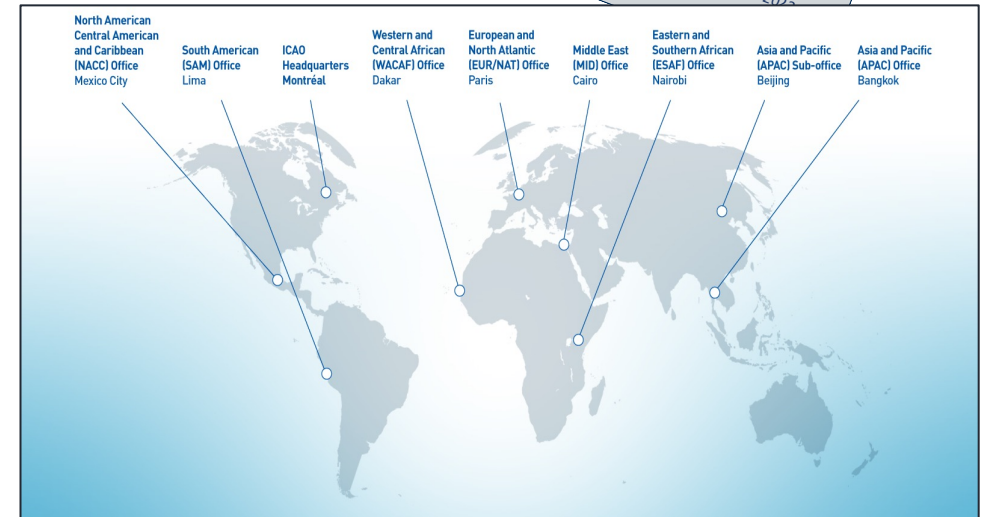 North American
Central American
and Caribbean
(NACC) Office
Mexico City
South American
(SAM) Office
Lima
ICAO
Headquarters
Montréal
Western and
Central African
(WACAF) Office
Dakar
European and
North Atlantic
(EUR/NAT) Office
Paris
Middle East
(MID) Office
Cairo
Eastern and
Southern African
(ESAF) Office
Nairobi
Asia and Pacific
(APAC) Sub-office
Beijing
Asia and Pacific
(APAC) Office
Bangkok